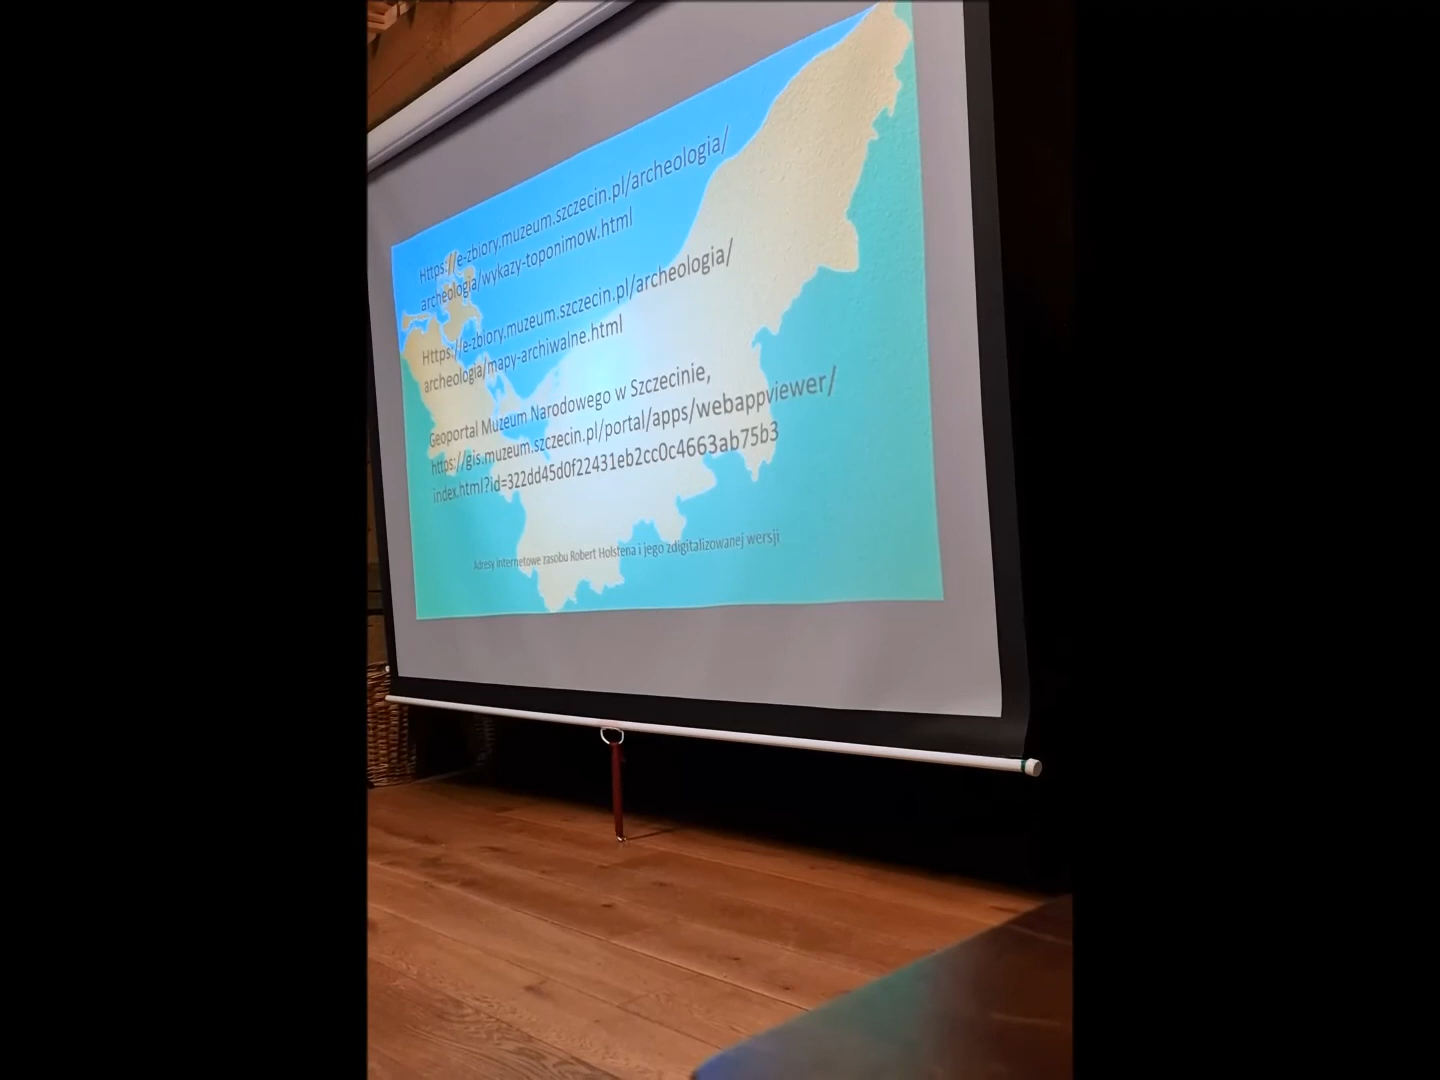 Https://e-zbiory.muzeum.szczecin.pl/archeologia/
archeologia/wykazy-toponimow.html
Https://e-zbiory.muzeum.szczecin.pl/archeologia/
archeologia/mapy-archiwalne.html
Geoportal Muzeum Narodowego w Szczecinie,
https://gis.muzeum.szczecin.pl/portal/apps/webappviewer/
index.html?id=322dd45d0f22431eb2cc0c4663ab75b3
Adresy internetowe zasobu Robert Holstena i jego zdigitalizowanej wersji